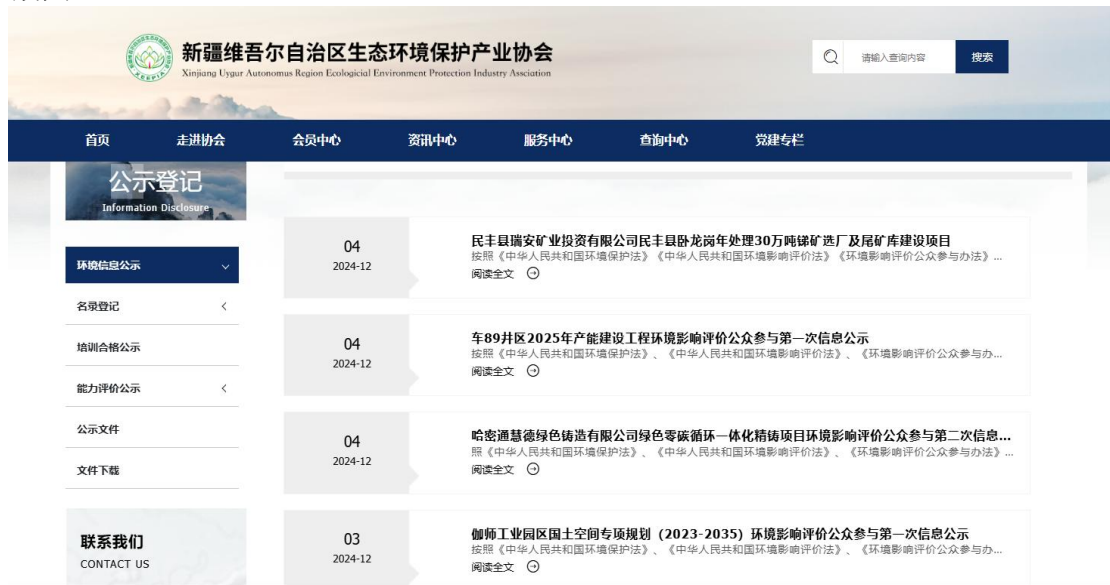 新疆维吾尔自治区生态环境保护产业协会
Xinjiang Uygur Autonomus Region Ecologicial Environment Protection Industry Assciation
XEEPIA
请输入查询内容
搜索
首页 走进协会 会员中心 资讯中心 服务中心 查询中心 党建专栏
公示登记
Information Disclosure
环境信息公示
名录登记
培训合格公示
能力评价公示
公示文件
文件下载
联系我们
CONTACT US
04
2024-12
民丰县瑞安矿业投资有限公司民丰县卧龙岗年处理30万吨锑矿选厂及尾矿库建设项目
按照《中华人民共和国环境保护法》《中华人民共和国环境影响评价法》《环境影响评价公众参与办法》...
阅读全文
04
2024-12
车89井区2025年产能建设工程环境影响评价公众参与第一次信息公示
按照《中华人民共和国环境保护法》、《中华人民共和国环境影响评价法》、《环境影响评价公众参与办...
阅读全文
04
2024-12
哈密通慧德绿色铸造有限公司绿色零碳循环一体化精铸项目环境影响评价公众参与第二次信息...
照《中华人民共和国环境保护法》、《中华人民共和国环境影响评价法》、《环境影响评价公众参与办法》...
阅读全文
03
2024-12
伽师工业园区国土空间专项规划（2023-2035）环境影响评价公众参与第一次信息公示
按照《中华人民共和国环境保护法》、《中华人民共和国环境影响评价法》、《环境影响评价公众参与办...
阅读全文